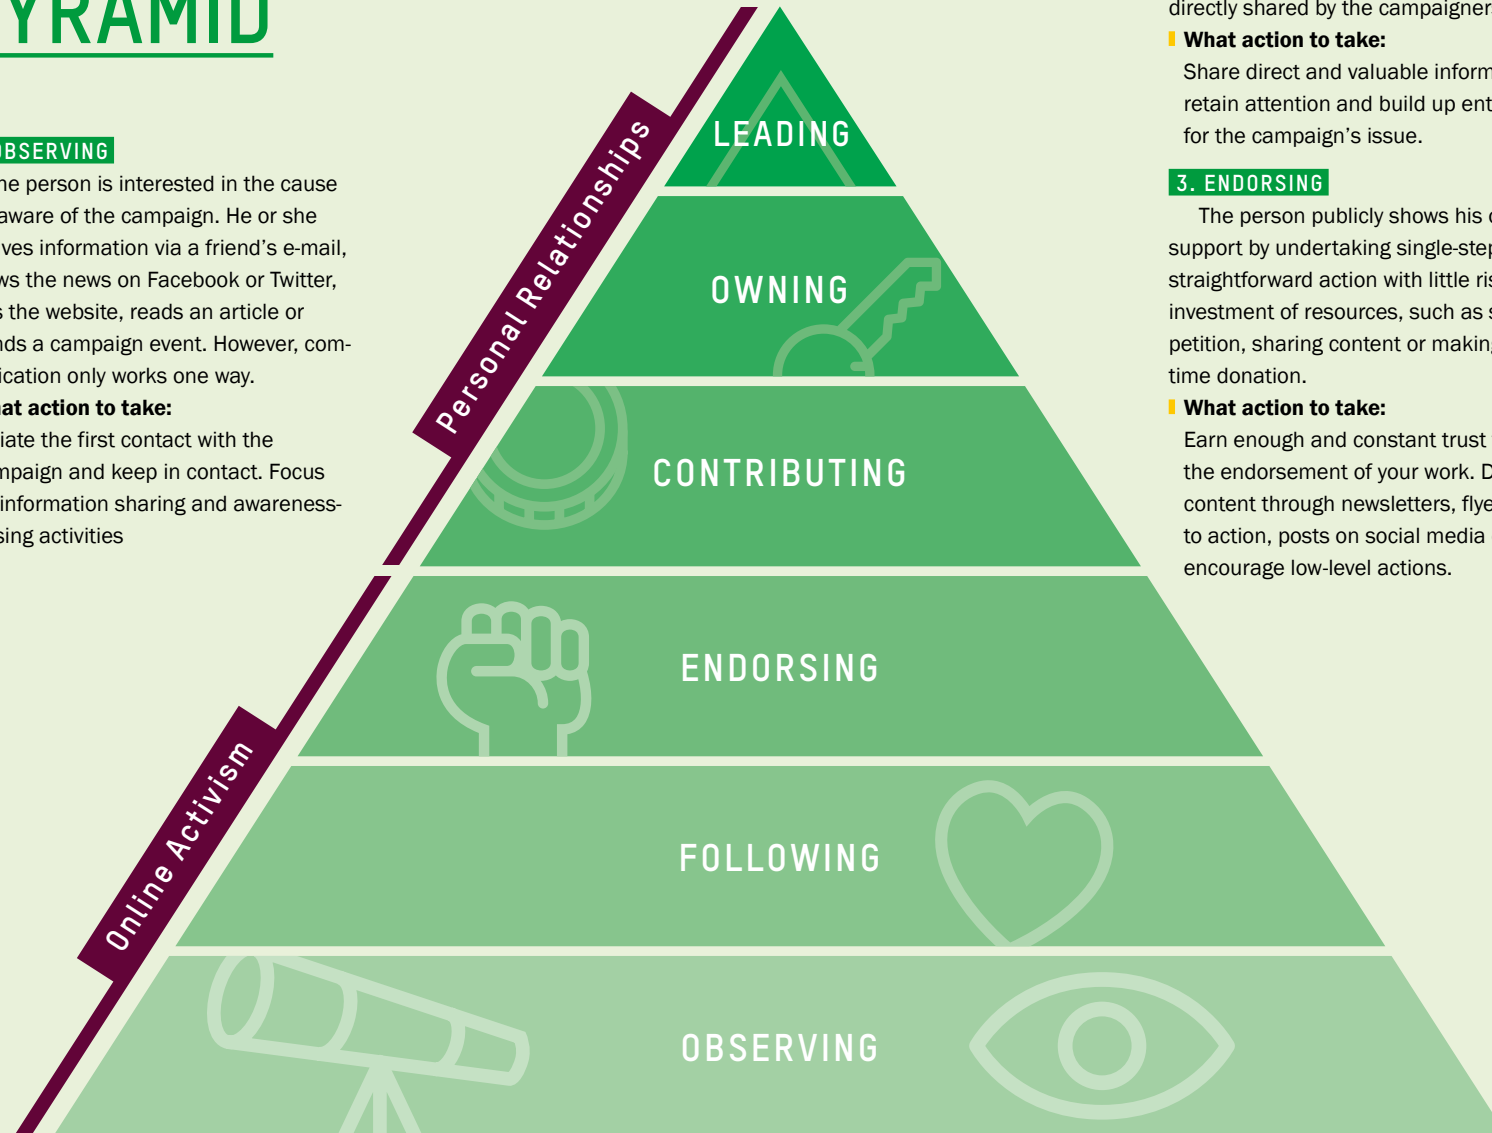 YRAMID
OBSERVING
he person is interested in the cause
aware of the campaign. He or she
ives information via a friend's e-mail,
ws the news on Facebook or Twitter,
s the website, reads an article or
nds a campaign event. However, com-
ication only works one way.
at action to take:
iate the first contact with the
mpaign and keep in contact. Focus
information sharing and awareness-
sing activities
Personal Relationships
Online Activism
LEADING
OWNING
CONTRIBUTING
ENDORSING
FOLLOWING
OBSERVING
directly shared by the campaigner
What action to take:
Share direct and valuable inform
retain attention and build up ent
for the campaign's issue.
3. ENDORSING
The person publicly shows his o
support by undertaking single-step
straightforward action with little ris
investment of resources, such as s
petition, sharing content or making
time donation.
What action to take:
Earn enough and constant trust
the endorsement of your work. D
content through newsletters, flye
to action, posts on social media
encourage low-level actions.